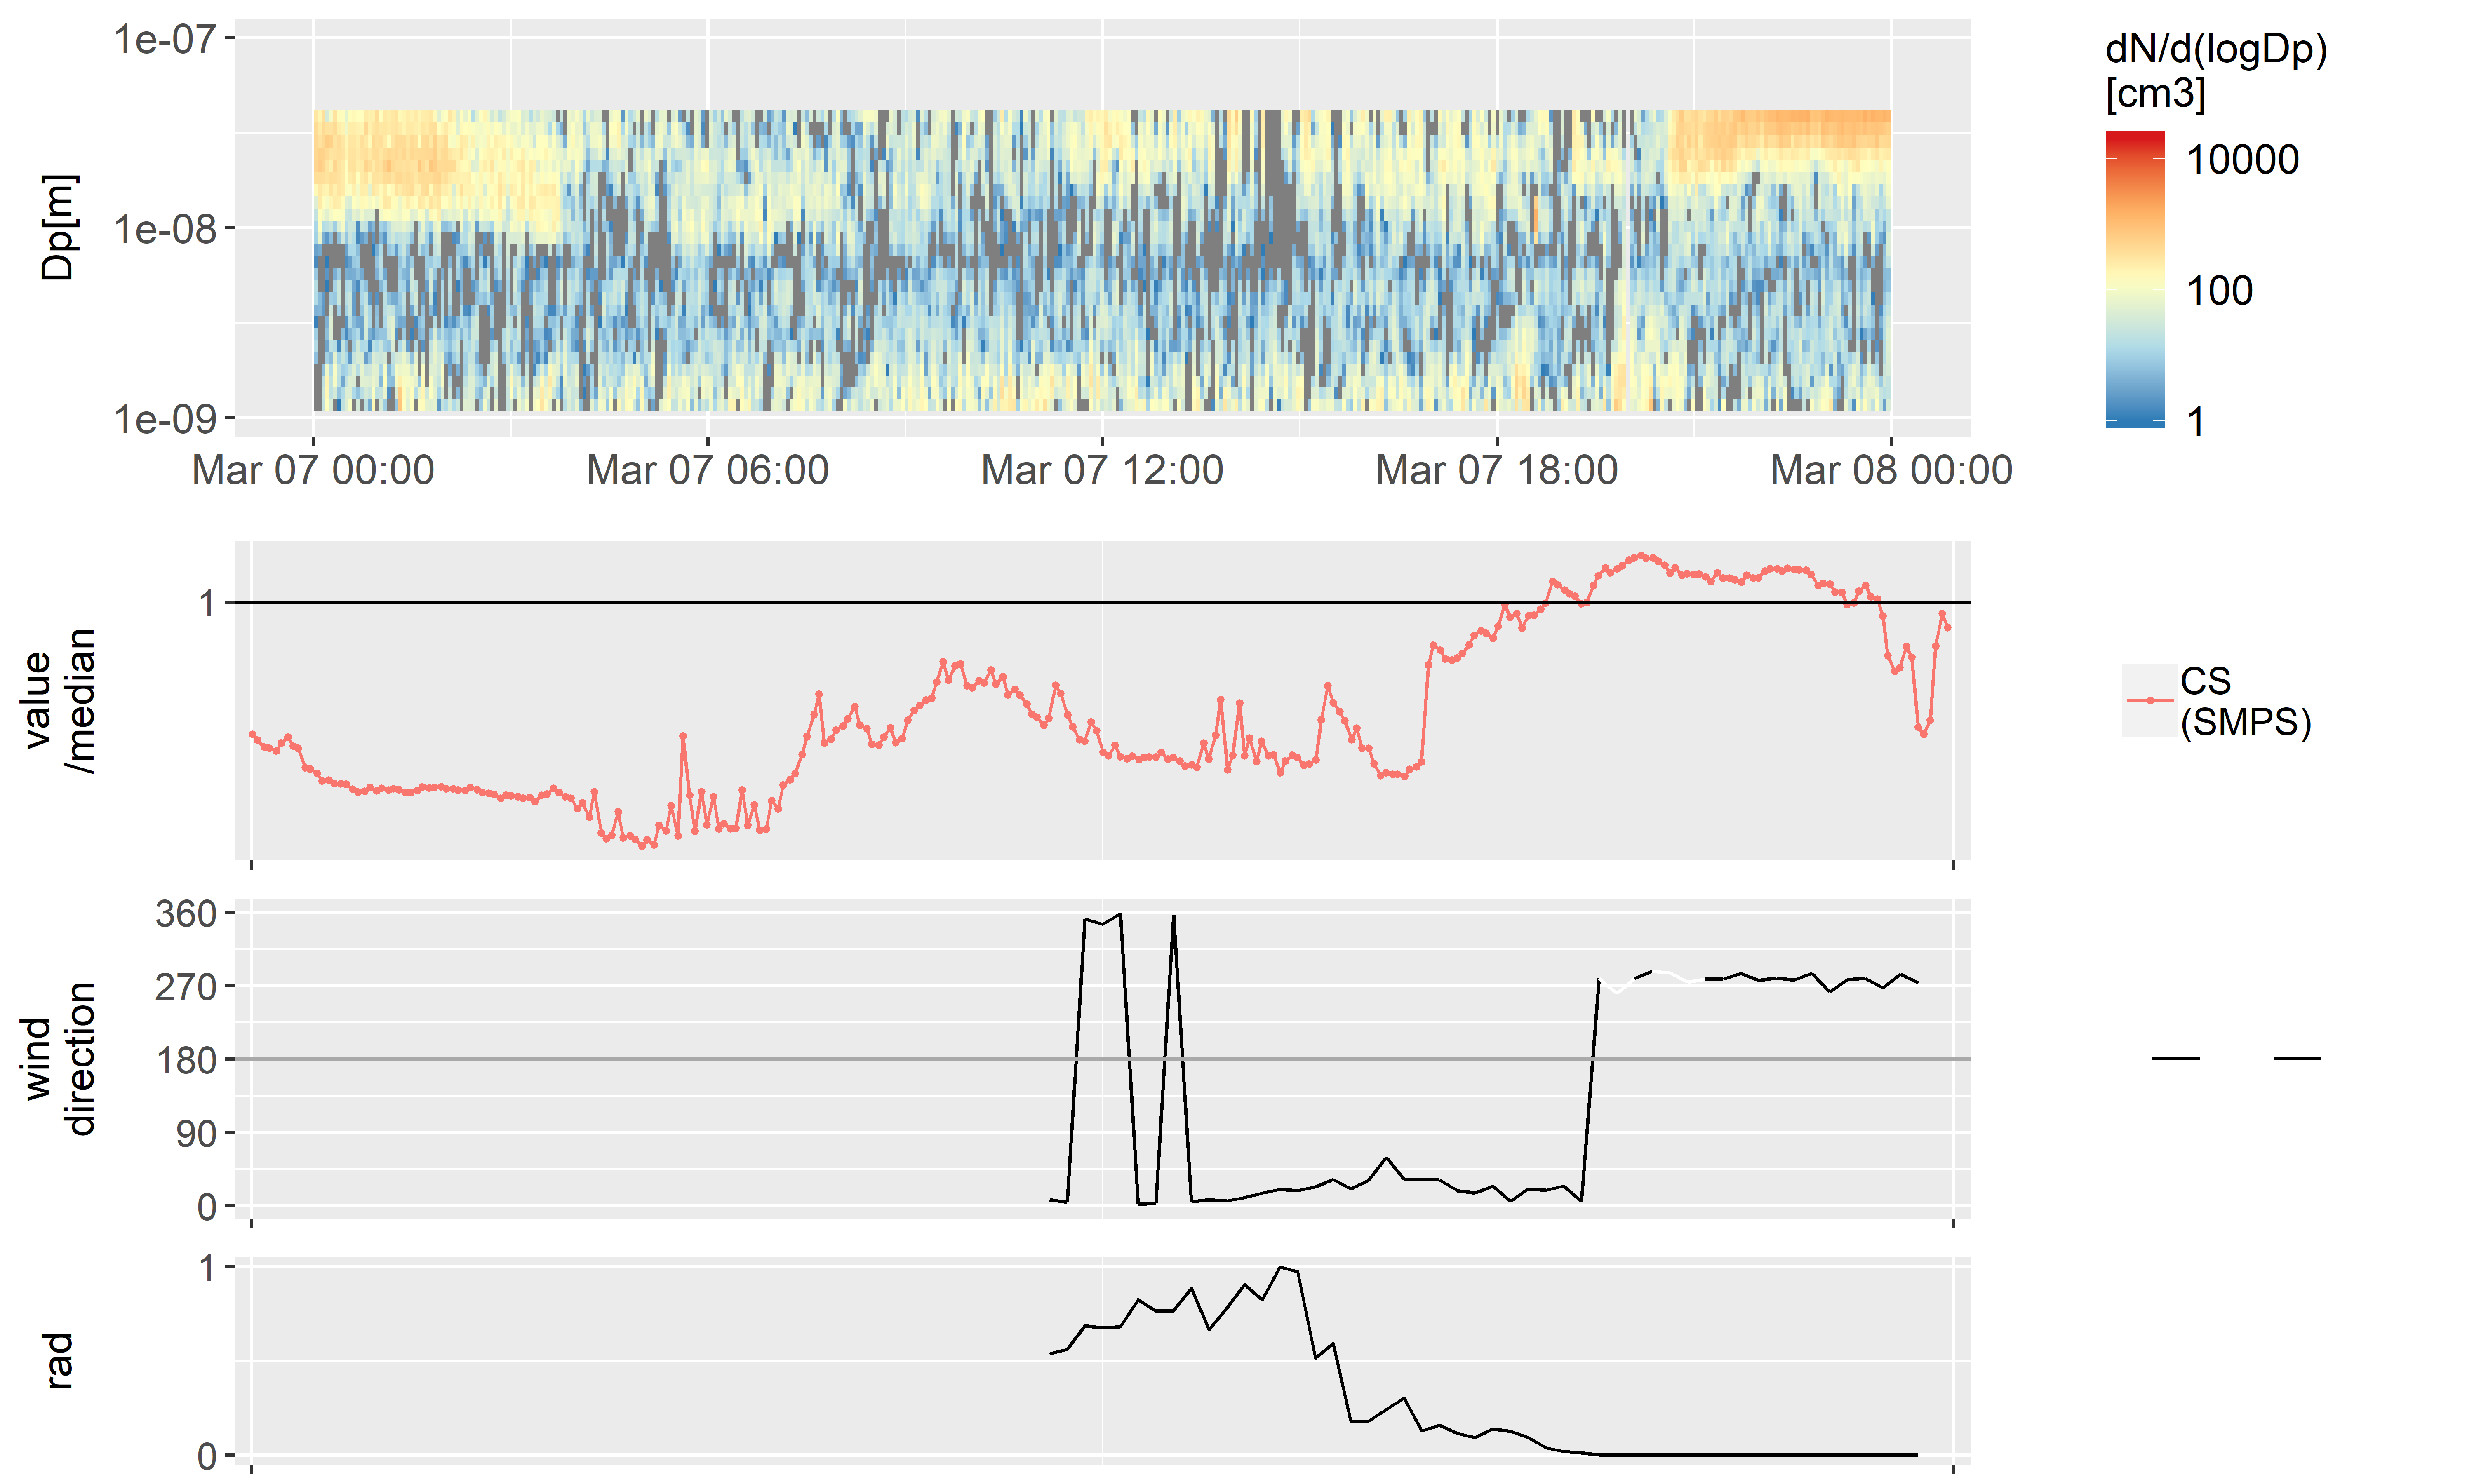 1e-07
1e-08
1e-09
Dp[m]
Mar 07 00:00
Mar 07 06:00
Mar 07 12:00
Mar 07 18:00
Mar 08 00:00
dN/d(logDp)
[cm3]
10000
100
1
value
/median
1
CS
(SMPS)
wind
direction
360
270
180
90
0
rad
1
0